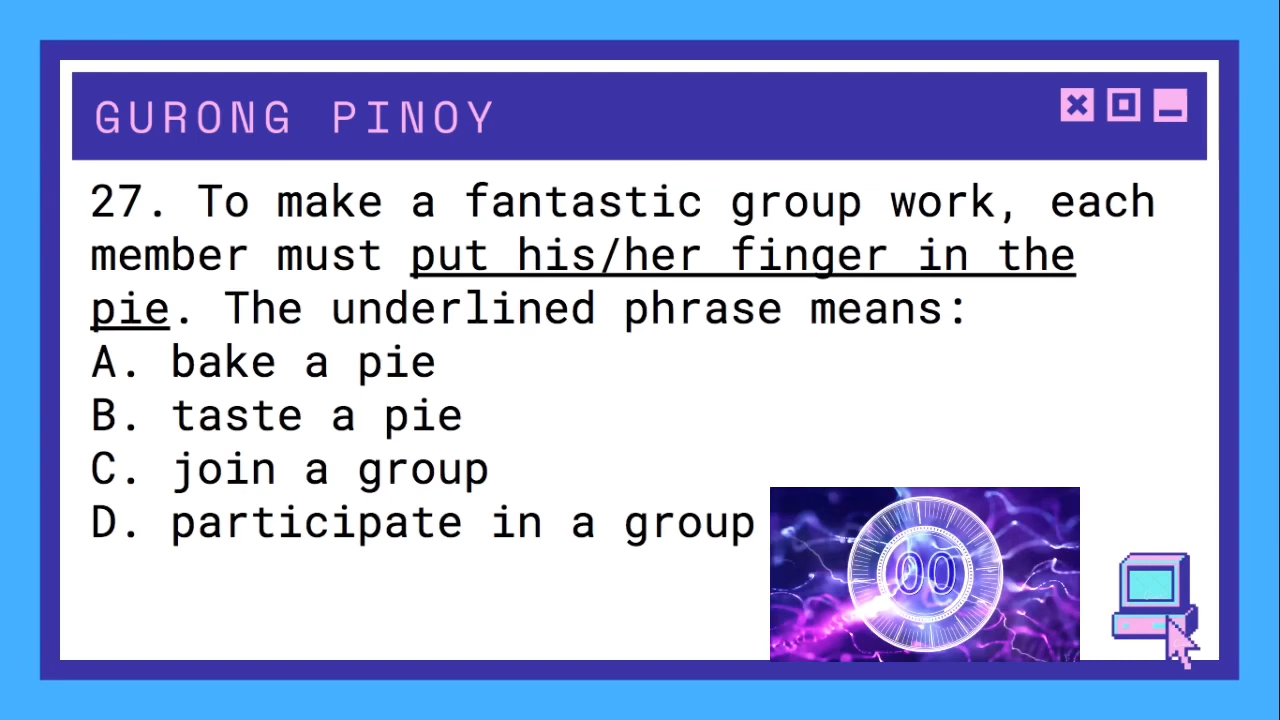 GURONG PINOY
27. To make a fantastic group work, each
member must put his/her finger in the
pie. The underlined phrase means:
A. bake a pie
B. taste a pie
C. join a group
D. participate in a group
00